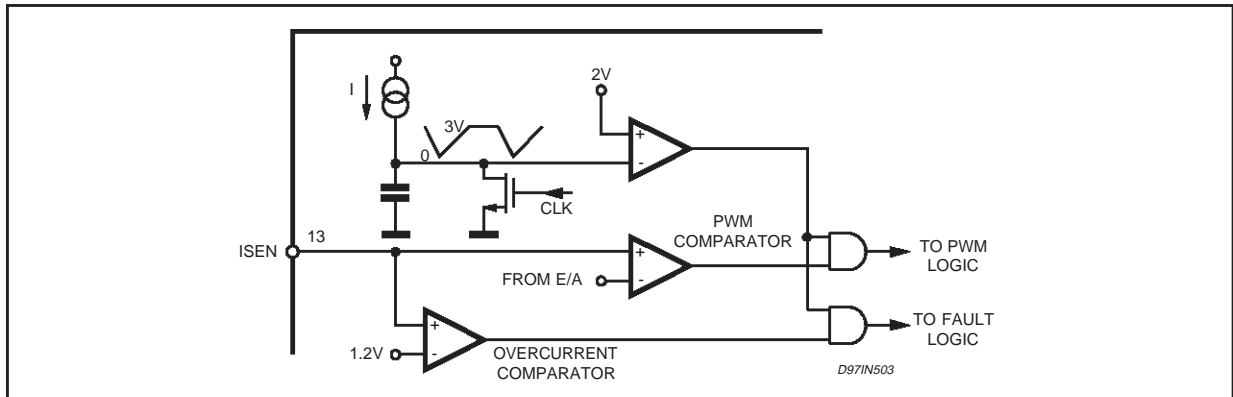 2V
I
3V
+
0
-
CLK
PWM
COMPARATOR
ISEN
13
+
TO PWM
LOGIC
FROM E/A
-
+
TO FAULT
LOGIC
1.2V
-
OVERCURRENT
COMPARATOR
D97IN503